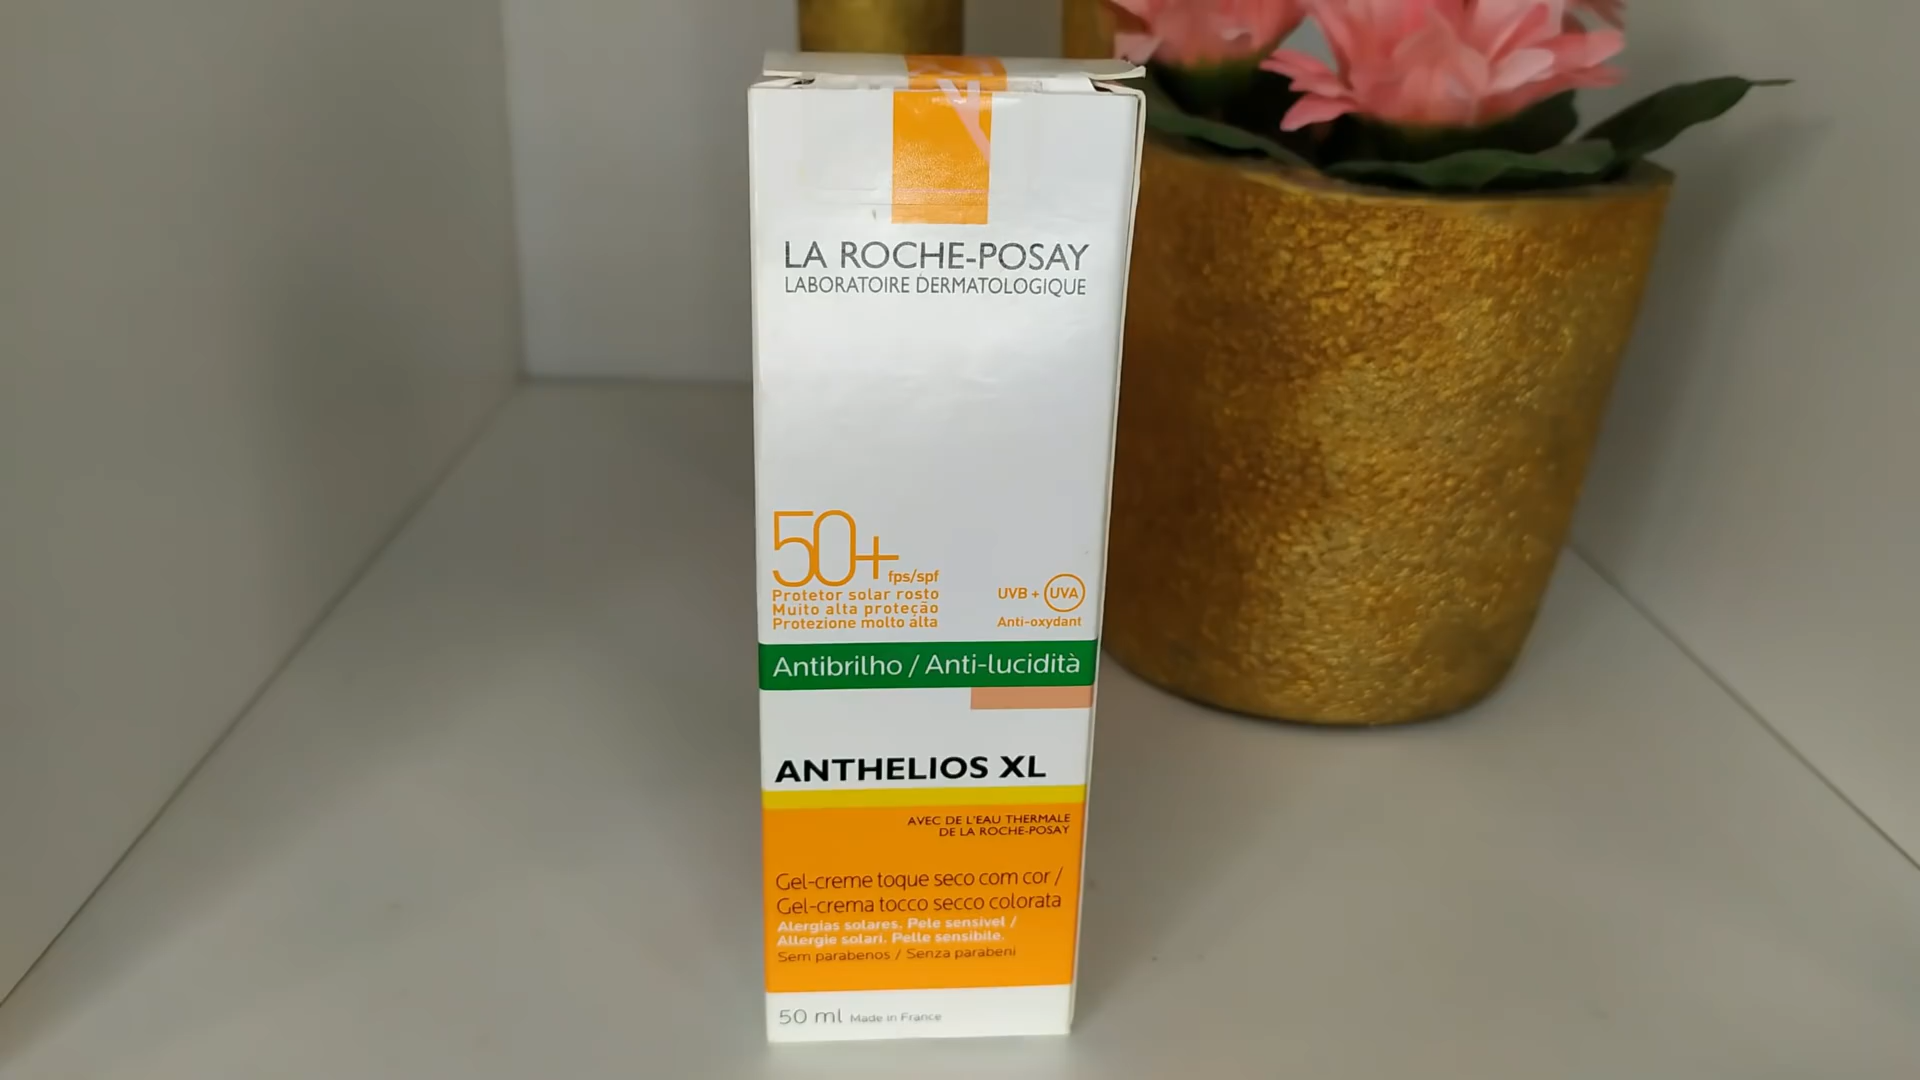 LA ROCHE-POSAY
LABORATOIRE DERMATOLOGIQUE
50+ fps/spf
Protetor solar rosto
Muito alta proteção
Protezione molto alta
UVB + UVA
Anti-oxydant
Antibrilho / Anti-lucidità
ANTHELIOS XL
AVEC DE L'EAU THERMALE
DE LA ROCHE-POSAY
Gel-creme toque seco com cor /
Gel-crema tocco secco colorata
Alergias solares. Pele sensível /
Allergie solari. Pelle sensibile.
Sem parabenos / Senza parabeni
50 ml Made in France